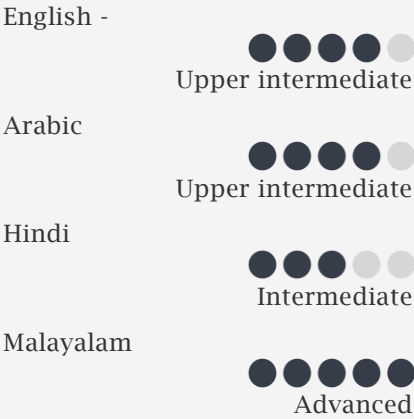 English -
Upper intermediate
Arabic
Upper intermediate
Hindi
Intermediate
Malayalam
Advanced